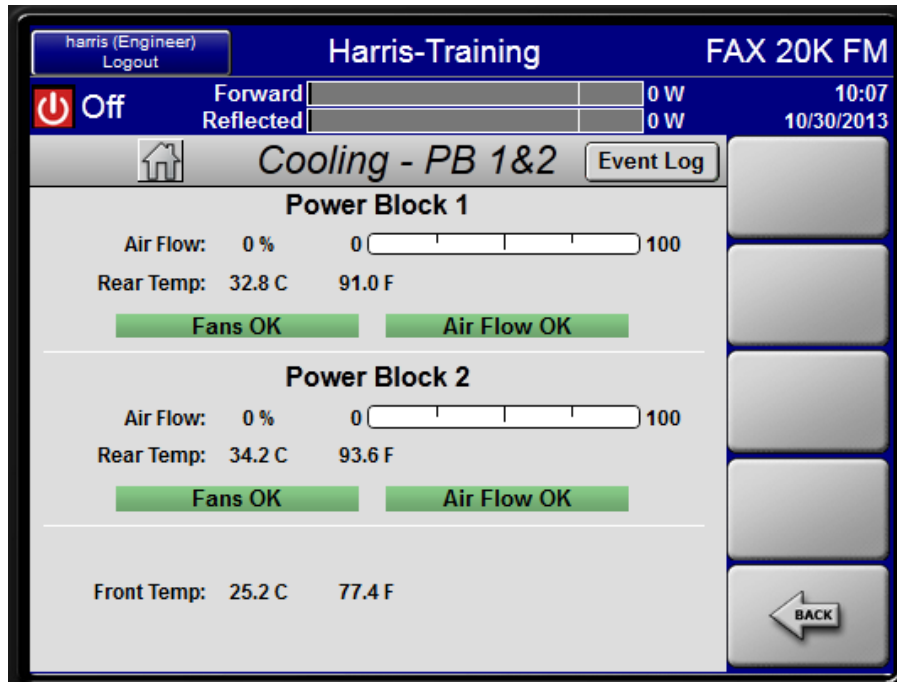 harris (Engineer)
Logout
Harris-Training
FAX 20K FM
Off
Forward
0 W
Reflected
0 W
10:07
10/30/2013
Cooling - PB 1&2
Event Log
Power Block 1
Air Flow: 0 % 0 100
Rear Temp: 32.8 C 91.0 F
Fans OK Air Flow OK
Power Block 2
Air Flow: 0 % 0 100
Rear Temp: 34.2 C 93.6 F
Fans OK Air Flow OK
Front Temp: 25.2 C 77.4 F
BACK